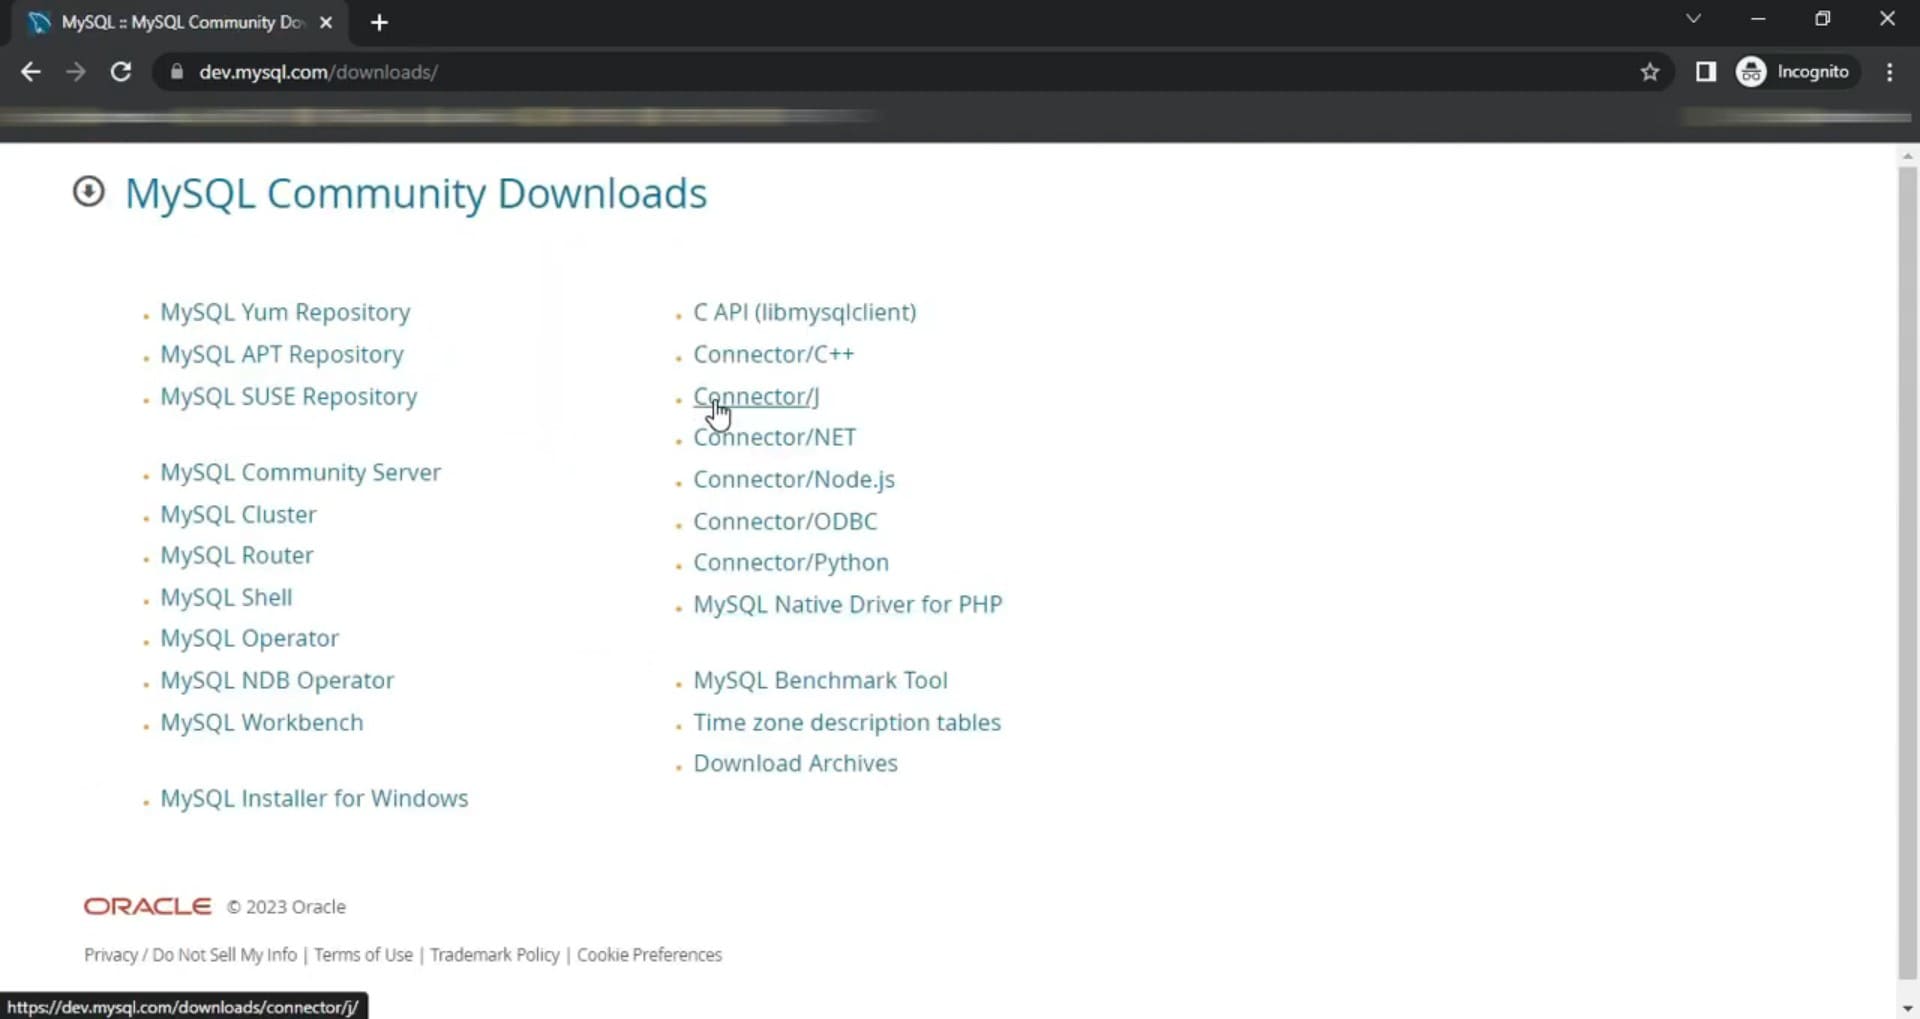 MySQL :: MySQL Community Do
dev.mysql.com/downloads/
Incognito
MySQL Community Downloads
MySQL Yum Repository
MySQL APT Repository
MySQL SUSE Repository
MySQL Community Server
MySQL Cluster
MySQL Router
MySQL Shell
MySQL Operator
MySQL NDB Operator
MySQL Workbench
MySQL Installer for Windows
C API (libmysqlclient)
Connector/C++
Connector/J
Connector/NET
Connector/Node.js
Connector/ODBC
Connector/Python
MySQL Native Driver for PHP
MySQL Benchmark Tool
Time zone description tables
Download Archives
ORACLE © 2023 Oracle
Privacy / Do Not Sell My Info | Terms of Use | Trademark Policy | Cookie Preferences
https://dev.mysql.com/downloads/connector/j/